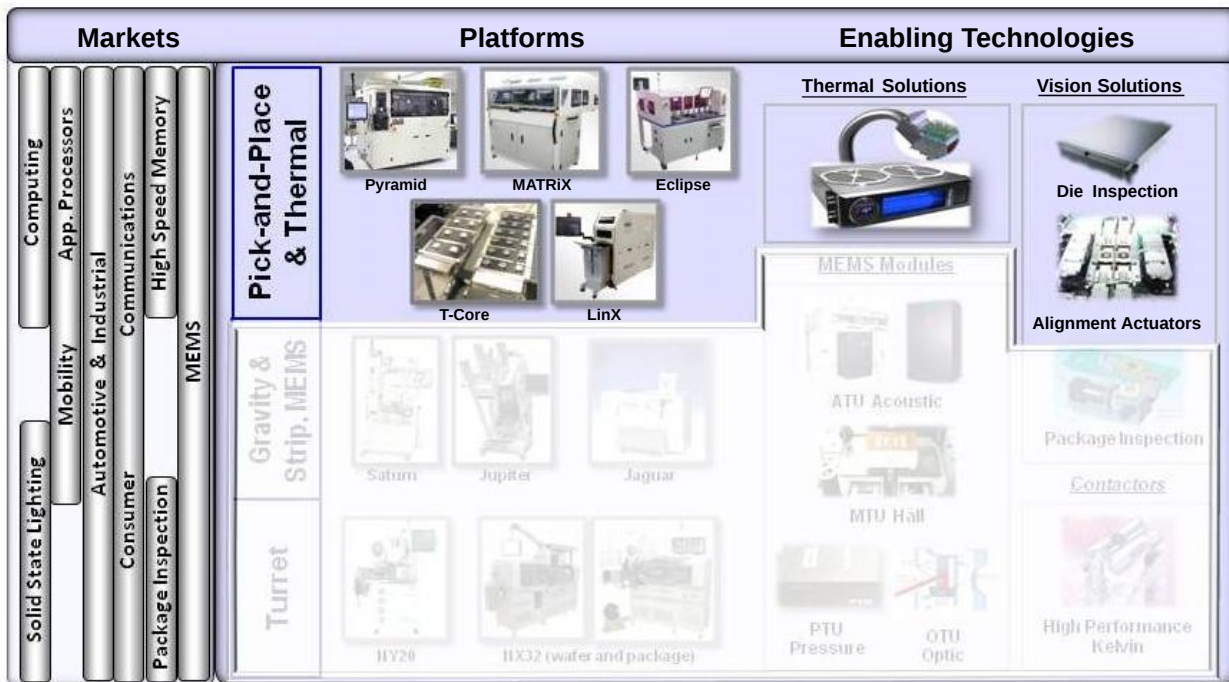 Markets
Platforms
Enabling Technologies
Computing
Solid State Lighting
App. Processors
Mobility
Automotive & Industrial
Communications
Consumer
High Speed Memory
Package Inspection
MEMS
Pick-and-Place
& Thermal
Pyramid
MATRiX
Eclipse
T-Core
LinX
Thermal Solutions
Vision Solutions
Die Inspection
Alignment Actuators
Gravity &
Strip, MEMS
Saturn
Jupiter
Jaguar
MEMS Modules
ATU Acoustic
MTU Hall
Package Inspection
Contactors
Turret
NY20
NX32 (wafer and package)
PTU
Pressure
OTU
Optic
High Performance
Kelvin